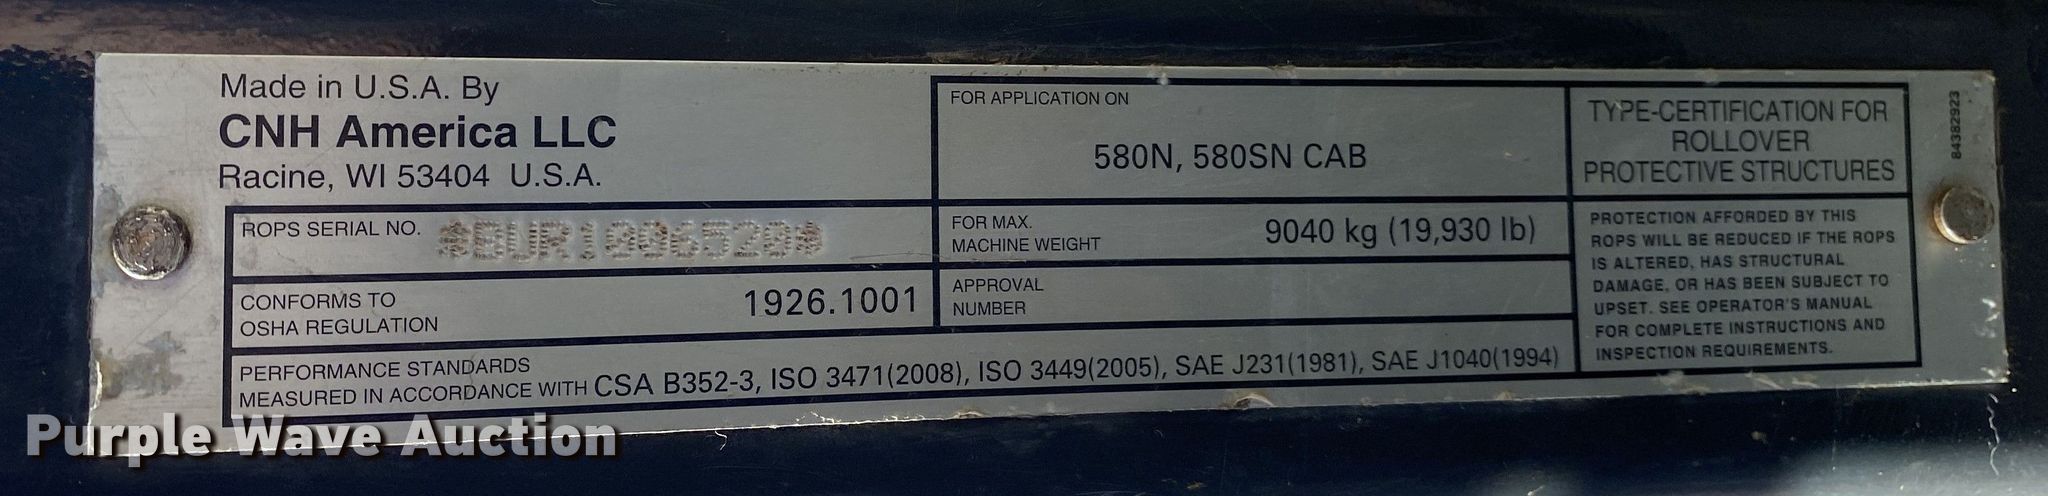 Made in U.S.A. By
CNH America LLC
Racine, WI 53404 U.S.A.
ROPS SERIAL NO.
CONFORMS TO
OSHA REGULATION
1926.1001
PERFORMANCE STANDARDS
MEASURED IN ACCORDANCE WITH CSA B352-3, ISO 3471(2008), ISO 3449(2005), SAE J231(1981), SAE J1040(1994)
FOR APPLICATION ON
580N, 580SN CAB
FOR MAX.
MACHINE WEIGHT
9040 kg (19,930 lb)
APPROVAL
NUMBER
TYPE-CERTIFICATION FOR
ROLLOVER
PROTECTIVE STRUCTURES
PROTECTION AFFORDED BY THIS
ROPS WILL BE REDUCED IF THE ROPS
IS ALTERED, HAS STRUCTURAL
DAMAGE, OR HAS BEEN SUBJECT TO
UPSET. SEE OPERATOR'S MANUAL
FOR COMPLETE INSTRUCTIONS AND
INSPECTION REQUIREMENTS.
84382923
Purple Wave Auction